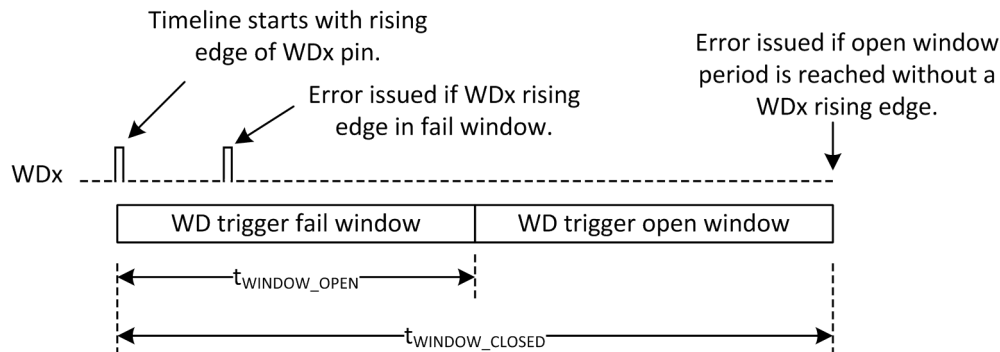 Timeline starts with rising
edge of WDx pin.
Error issued if WDx rising
edge in fail window.
Error issued if open window
period is reached without a
WDx rising edge.
WDx
WD trigger fail window
WD trigger open window
tWINDOW_OPEN
tWINDOW_CLOSED